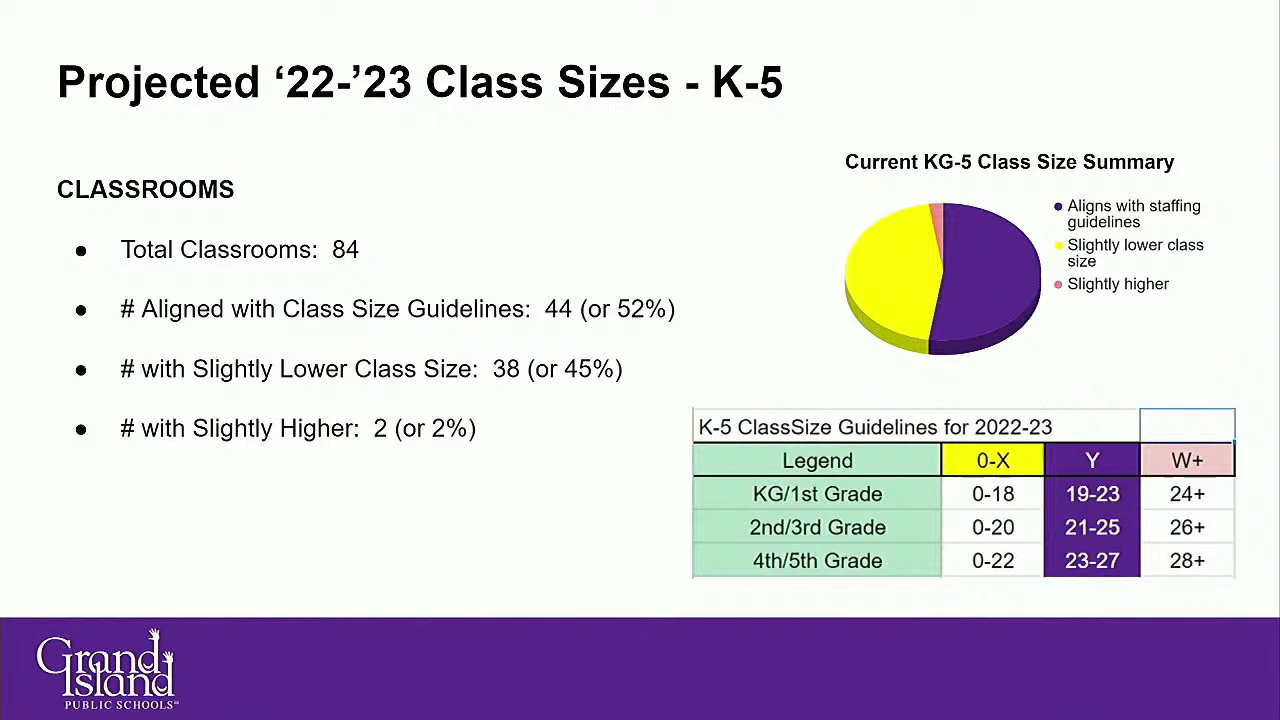 Projected ‘22-’23 Class Sizes - K-5
CLASSROOMS
● Total Classrooms: 84
● # Aligned with Class Size Guidelines: 44 (or 52%)
● # with Slightly Lower Class Size: 38 (or 45%)
● # with Slightly Higher: 2 (or 2%)
Current KG-5 Class Size Summary
Aligns with staffing
guidelines
Slightly lower class
size
Slightly higher
K-5 ClassSize Guidelines for 2022-23
Legend 0-X Y W+
KG/1st Grade 0-18 19-23 24+
2nd/3rd Grade 0-20 21-25 26+
4th/5th Grade 0-22 23-27 28+
Grand
Island
PUBLIC SCHOOLS™